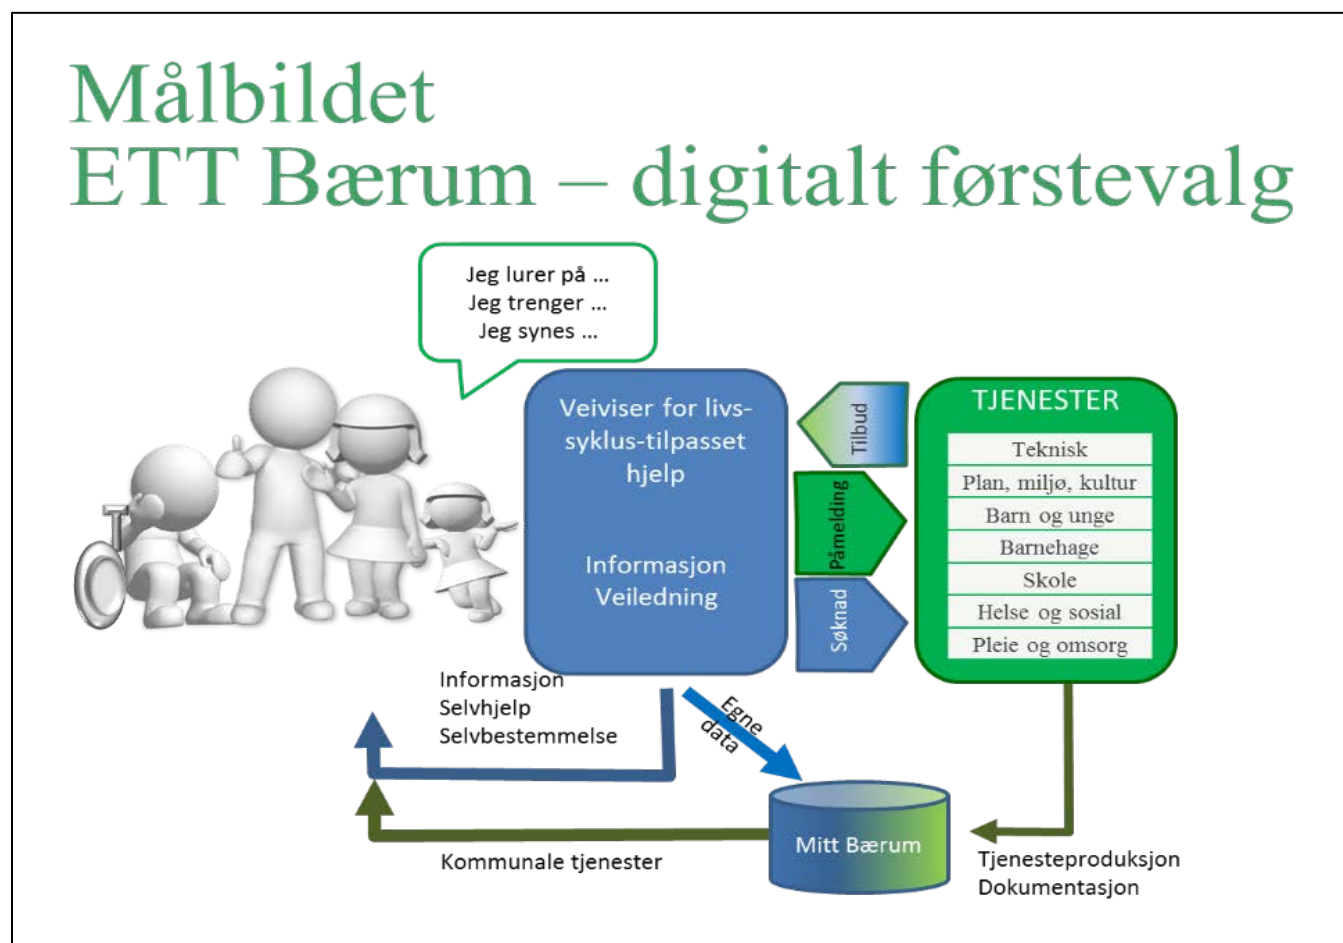 Målbildet
ETT Bærum – digitalt førstevalg
Jeg lurer på ...
Jeg trenger ...
Jeg synes ...
Veiviser for livs-
syklus-tilpasset
hjelp
Informasjon
Veiledning
Tilbud
Påmelding
Søknad
TJENESTER
Teknisk
Plan, miljø, kultur
Barn og unge
Barnehage
Skole
Helse og sosial
Pleie og omsorg
Informasjon
Selvhjelp
Selvbestemmelse
Egne
data
Mitt Bærum
Kommunale tjenester
Tjenesteproduksjon
Dokumentasjon